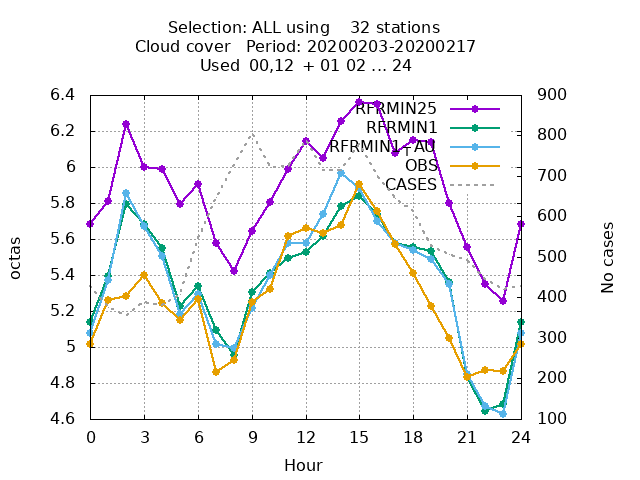 Selection: ALL using 32 stations
Cloud cover Period: 20200203-20200217
Used 00,12 + 01 02 ... 24
6.4
6.2
6
5.8
5.6
5.4
5.2
5
4.8
4.6
octas
RFRMIN25
RFRMIN1
RFRMIN1_AU
OBS
CASES
900
800
700
600
500
400
300
200
100
No cases
0 3 6 9 12 15 18 21 24
Hour